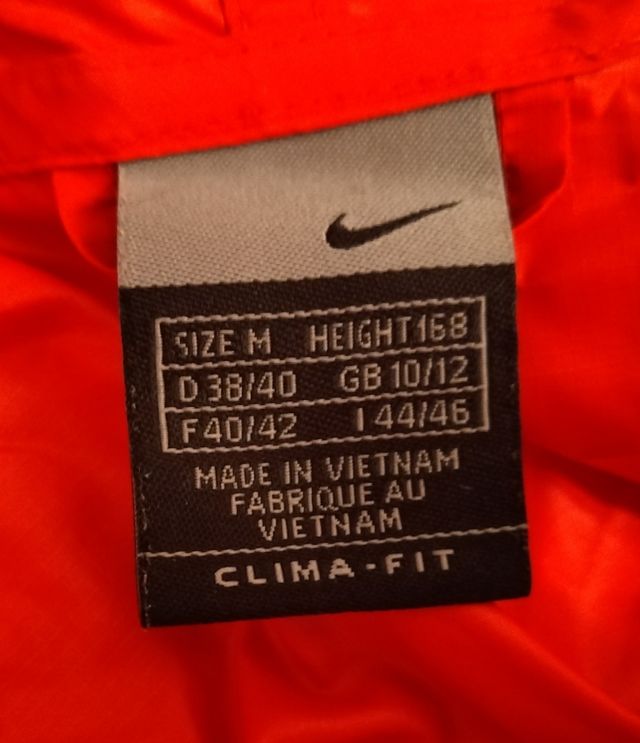 SIZE M HEIGHT 168
D 38/40 GB 10/12
F 40/42 I 44/46
MADE IN VIETNAM
FABRIQUE AU
VIETNAM
CLIMA-FIT